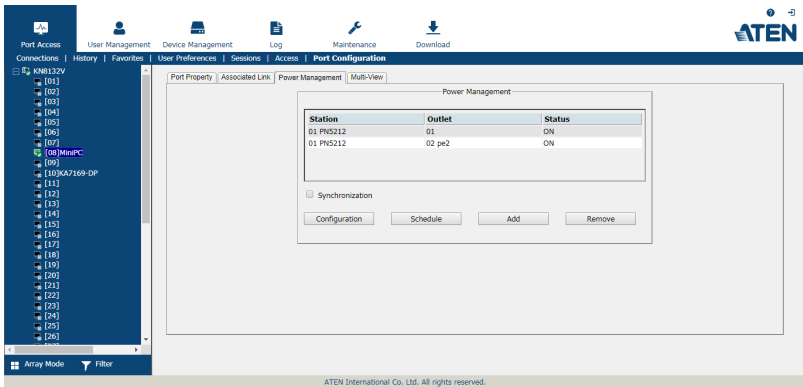 ATEN
Port Access User Management Device Management Log Maintenance Download
Connections | History | Favorites | User Preferences | Sessions | Access | Port Configuration
KN8132V
[01]
[02]
[03]
[04]
[05]
[06]
[07]
[08]MiniPC
[09]
[10]KA7169-DP
[11]
[12]
[13]
[14]
[15]
[16]
[17]
[18]
[19]
[20]
[21]
[22]
[23]
[24]
[25]
[26]
Array Mode Filter
Port Property Associated Link Power Management Multi-View
Power Management
Station Outlet Status
01 PN5212 01 ON
01 PN5212 02 pe2 ON
Synchronization
Configuration Schedule Add Remove
ATEN International Co. Ltd. All rights reserved.